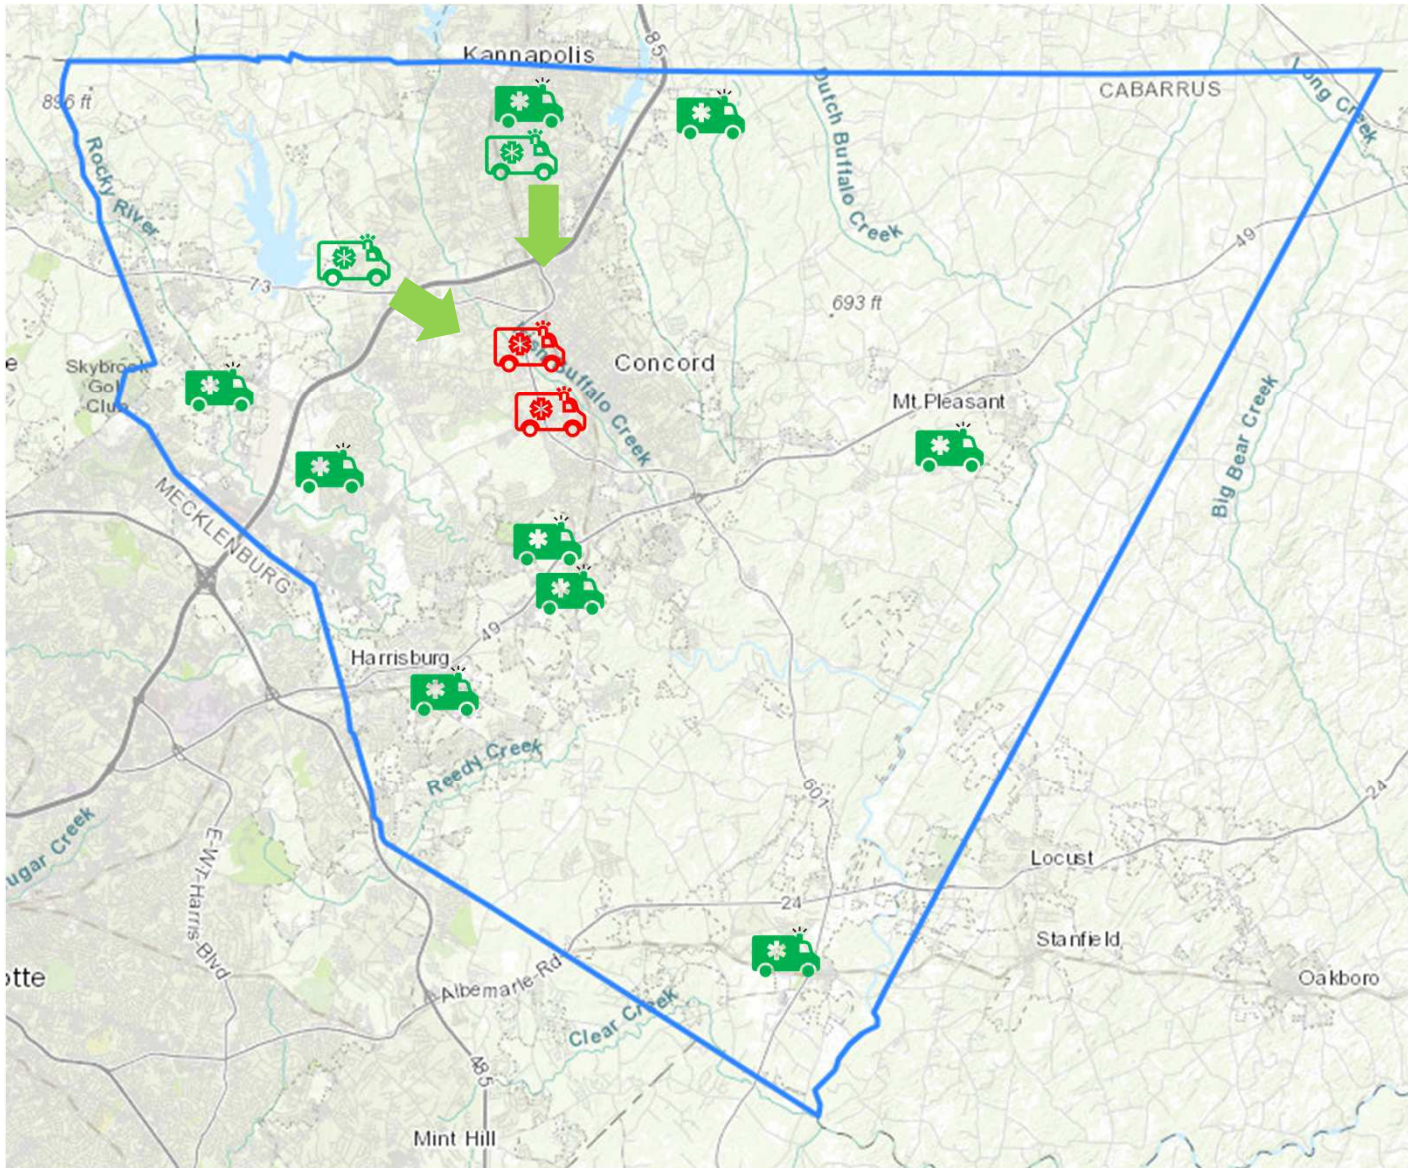 Kannapolis
85
CABARRUS
Long Creek
896 ft
Dutch Buffalo Creek
Rocky River
49
73
693 ft
e
Skybrook
Golf
Club
Concord
Buffalo Creek
Mt Pleasant
Big Bear Creek
MECKLENBURG
49
Harrisburg
Reedy Creek
601
24
ugar Creek
E-W-T-Harris-Blvd
Locust
24
Stanfield
otte
Albemarle-Rd
Oakboro
Clear Creek
485
Mint Hill